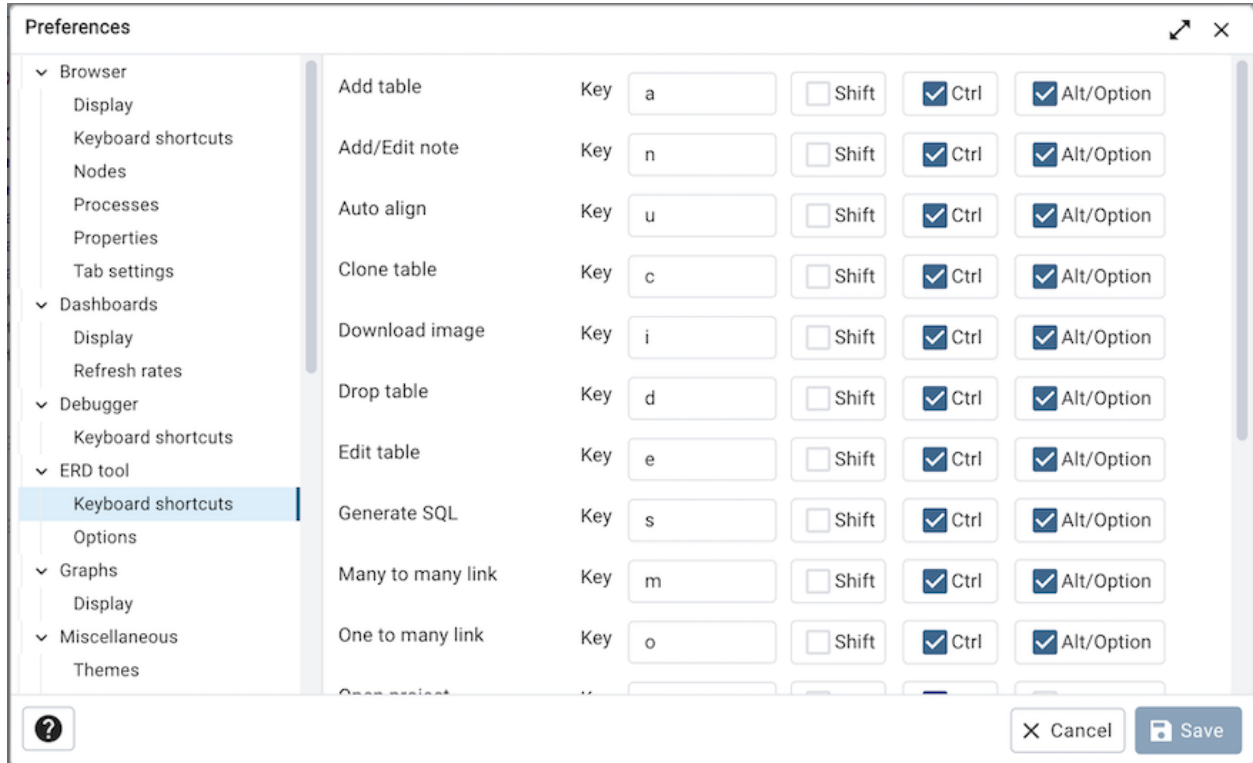 Preferences
Browser
Display
Keyboard shortcuts
Nodes
Processes
Properties
Tab settings
Dashboards
Display
Refresh rates
Debugger
Keyboard shortcuts
ERD tool
Keyboard shortcuts
Options
Graphs
Display
Miscellaneous
Themes
Add table Key a Shift Ctrl Alt/Option
Add/Edit note Key n Shift Ctrl Alt/Option
Auto align Key u Shift Ctrl Alt/Option
Clone table Key c Shift Ctrl Alt/Option
Download image Key i Shift Ctrl Alt/Option
Drop table Key d Shift Ctrl Alt/Option
Edit table Key e Shift Ctrl Alt/Option
Generate SQL Key s Shift Ctrl Alt/Option
Many to many link Key m Shift Ctrl Alt/Option
One to many link Key o Shift Ctrl Alt/Option
Open project
Cancel Save